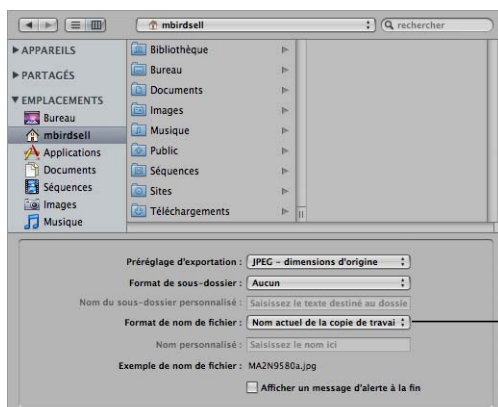 mbirdsell
rechercher
APPAREILS
PARTAGÉS
EMPLACEMENTS
Bureau
mbirdsell
Applications
Documents
Séquences
Images
Musique
Bibliothèque
Bureau
Documents
Images
Musique
Public
Séquences
Sites
Téléchargements
Préréglage d'exportation : JPEG - dimensions d'origine
Format de sous-dossier : Aucun
Nom du sous-dossier personnalisé : Saisissez le texte destiné au dossie
Format de nom de fichier : Nom actuel de la copie de travai
Nom personnalisé : Saisissez le nom ici
Exemple de nom de fichier : MA2N9580a.jpg
Afficher un message d'alerte à la fin